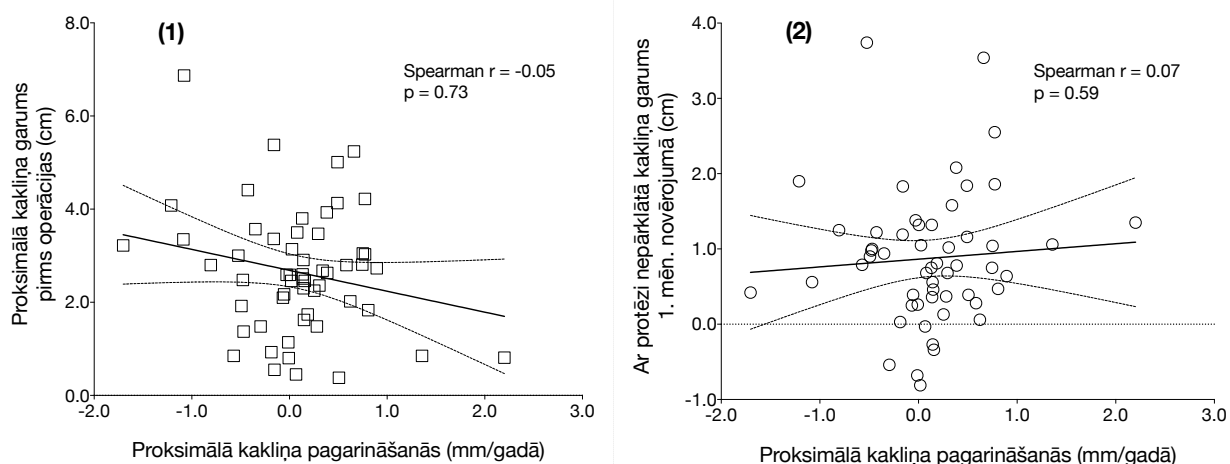 (1)
Spearman r = -0.05
p = 0.73
Proksimālā kakliņa garums
pirms operācijas (cm)
8.0
6.0
4.0
2.0
0.0
-2.0 -1.0 0.0 1.0 2.0 3.0
Proksimālā kakliņa pagarināšanās (mm/gadā)
(2)
Spearman r = 0.07
p = 0.59
Ar protēzi nepārklātā kakliņa garums
1. mēn. novērojumā (cm)
4.0
3.0
2.0
1.0
0.0
-1.0
-2.0 -1.0 0.0 1.0 2.0 3.0
Proksimālā kakliņa pagarināšanās (mm/gadā)